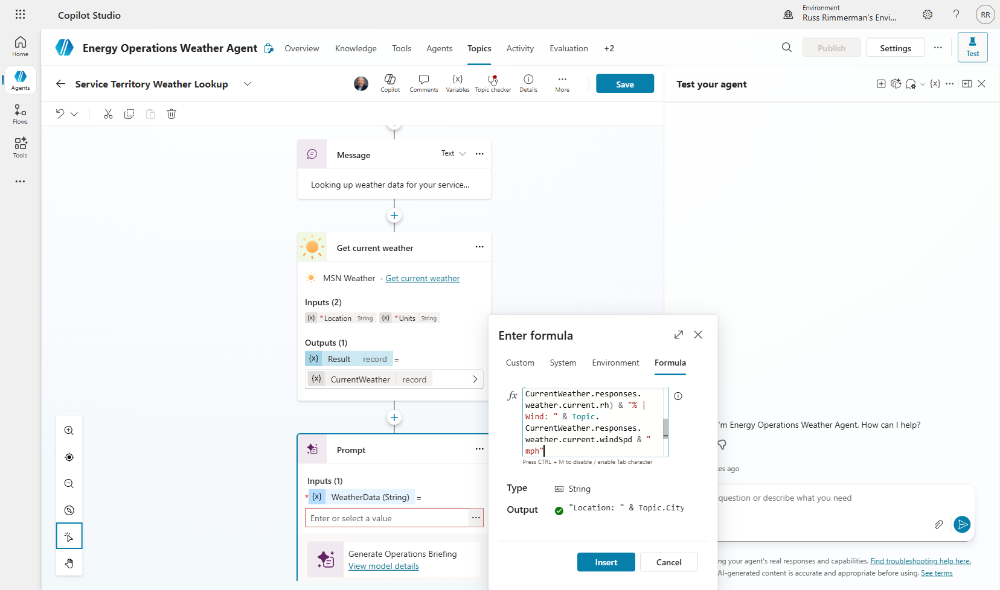 Copilot Studio
Environment
Russ Rimmerman's Envi...
RR
Home
Agents
Flows
Tools
Energy Operations Weather Agent
Overview
Knowledge
Tools
Agents
Topics
Activity
Evaluation
+2
Publish
Settings
Test
Service Territory Weather Lookup
Copilot
Comments
{x}
Variables
Topic checker
Details
More
Save
Test your agent
{x}
Message
Text
Looking up weather data for your service...
Get current weather
MSN Weather - Get current weather
Inputs (2)
{x} *Location String {x} *Units String
Outputs (1)
{x} Result record =
{x} CurrentWeather record
Prompt
Inputs (1)
* {x} WeatherData (String) =
Enter or select a value
Generate Operations Briefing
View model details
Enter formula
Custom
System
Environment
Formula
fx
CurrentWeather.responses.
weather.current.rh) & "% |
Wind: " & Topic.
CurrentWeather.responses.
weather.current.windSpd & "
mph"
Press CTRL + M to disable / enable Tab character
Type
Abc String
Output
"Location: " & Topic.City
Insert
Cancel
'm Energy Operations Weather Agent. How can I help?
es ago
question or describe what you need
ng your agent's real responses and capabilities. Find troubleshooting help here.
AI-generated content is accurate and appropriate before using. See terms